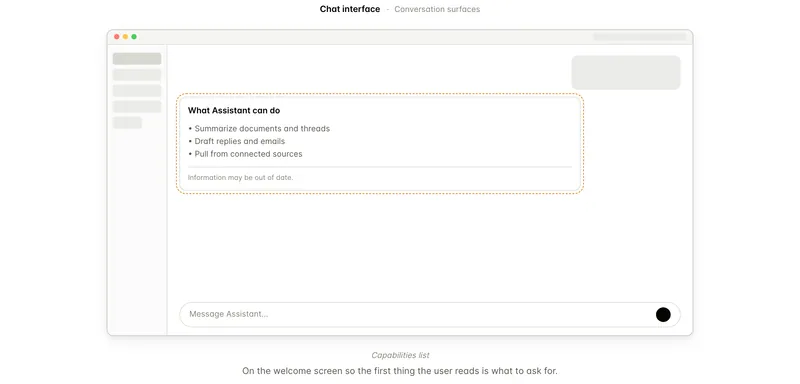 Chat interface · Conversation surfaces
What Assistant can do
• Summarize documents and threads
• Draft replies and emails
• Pull from connected sources
Information may be out of date.
Message Assistant...
Capabilities list
On the welcome screen so the first thing the user reads is what to ask for.